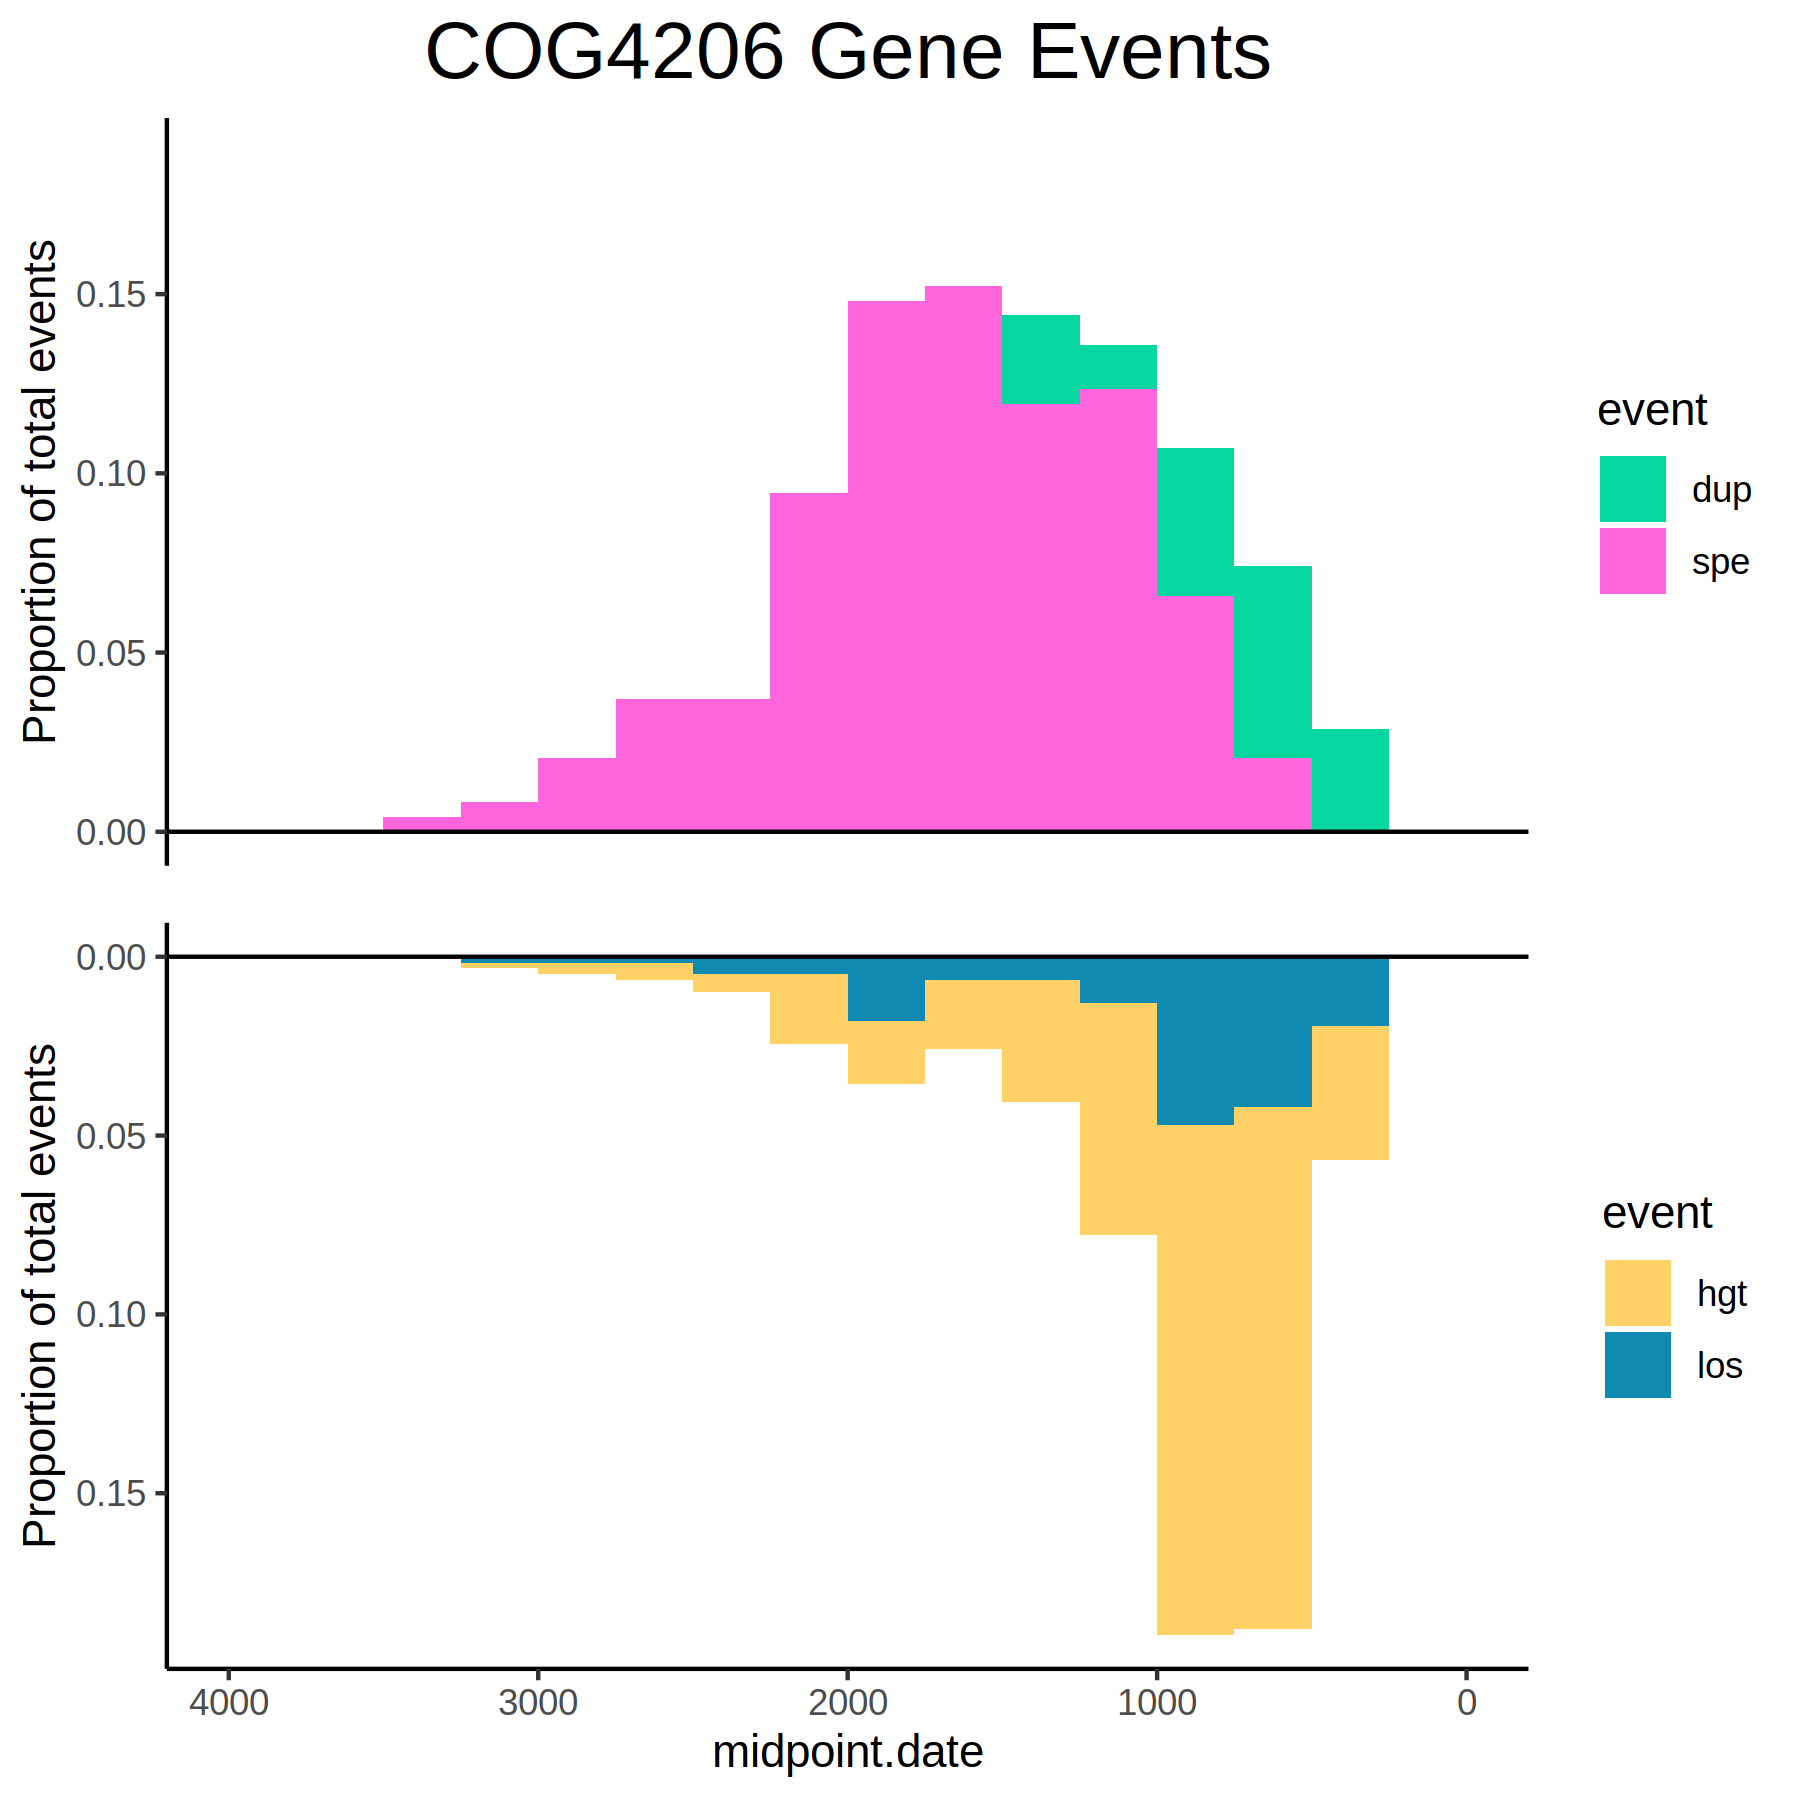 COG4206 Gene Events
Proportion of total events
0.15
0.10
0.05
0.00
event
dup
spe
Proportion of total events
0.00
0.05
0.10
0.15
event
hgt
los
4000 3000 2000 1000 0
midpoint.date